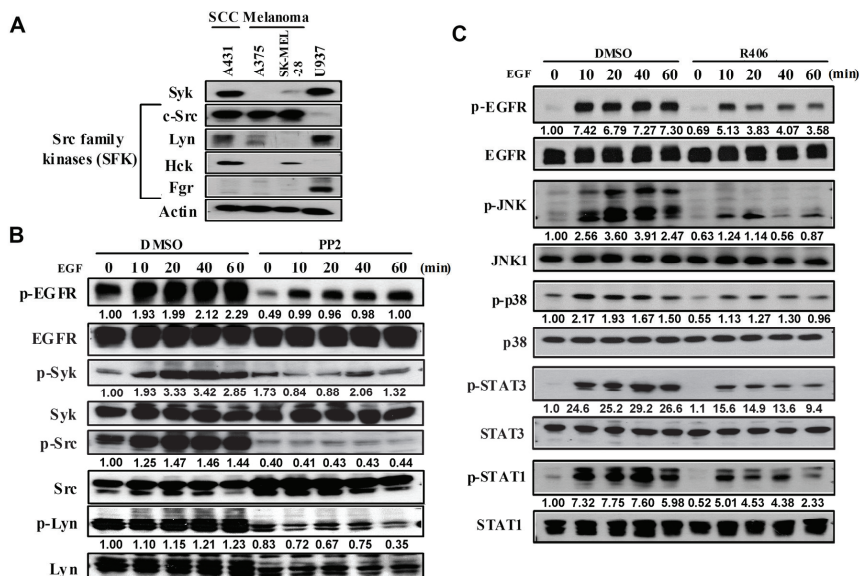 A
SCC Melanoma
A431
A375
SK-MEL
-28
U937
Syk
c-Src
Lyn
Hck
Fgr
Actin
Src family
kinases (SFK)
B
DMSO PP2
EGF 0 10 20 40 60 0 10 20 40 60 (min)
p-EGFR
1.00 1.93 1.99 2.12 2.29 0.49 0.99 0.96 0.98 1.00
EGFR
p-Syk
1.00 1.93 3.33 3.42 2.85 1.73 0.84 0.88 2.06 1.32
Syk
p-Src
1.00 1.25 1.47 1.46 1.44 0.40 0.41 0.43 0.43 0.44
Src
p-Lyn
1.00 1.10 1.15 1.21 1.23 0.83 0.72 0.67 0.75 0.35
Lyn
C
DMSO R406
EGF 0 10 20 40 60 0 10 20 40 60 (min)
p-EGFR
1.00 7.42 6.79 7.27 7.30 0.69 5.13 3.83 4.07 3.58
EGFR
p-JNK
1.00 2.56 3.60 3.91 2.47 0.63 1.24 1.14 0.56 0.87
JNK1
p-p38
1.00 2.17 1.93 1.67 1.50 0.55 1.13 1.27 1.30 0.96
p38
p-STAT3
1.0 24.6 25.2 29.2 26.6 1.1 15.6 14.9 13.6 9.4
STAT3
p-STAT1
1.00 7.32 7.75 7.60 5.98 0.52 5.01 4.53 4.38 2.33
STAT1